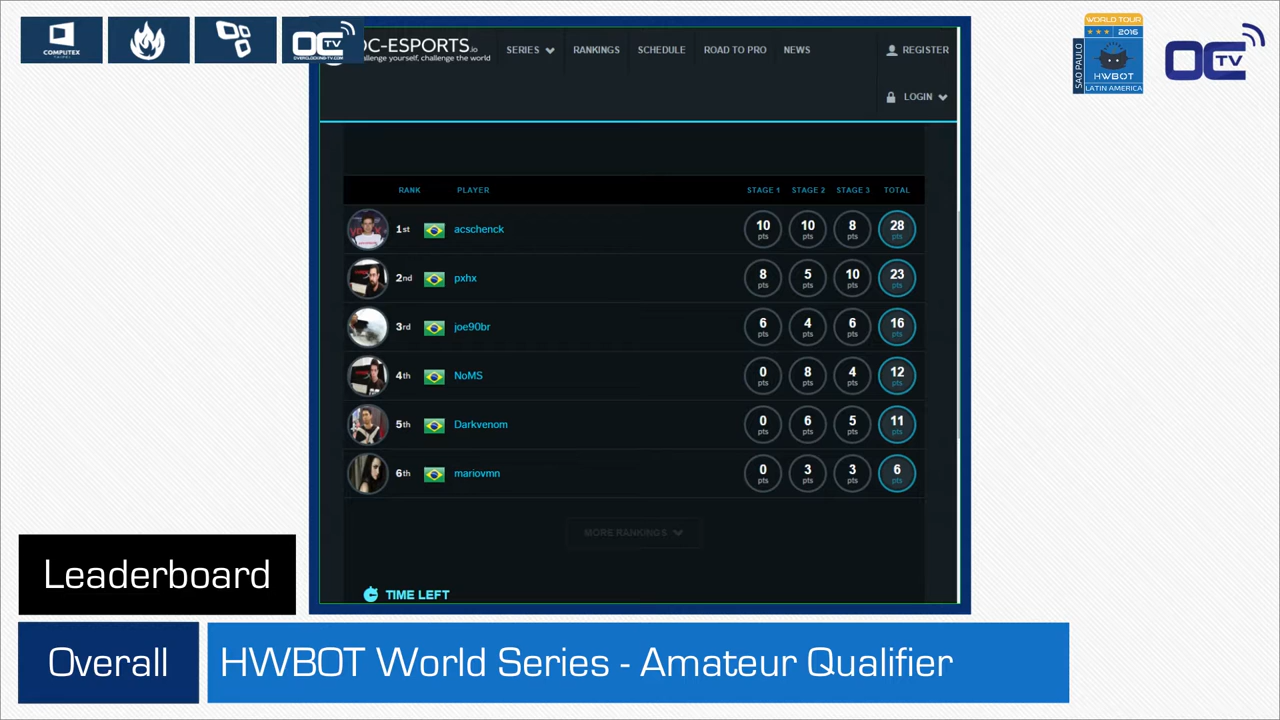 COMPUTEX
TAIPEI
OC TV
OVERCLOCKING-TV.COM
OC-ESPORTS.io
challenge yourself, challenge the world
SERIES RANKINGS SCHEDULE ROAD TO PRO NEWS REGISTER
LOGIN
WORLD TOUR
2016
SAO PAULO
HWBOT
LATIN AMERICA
OC TV
RANK PLAYER STAGE 1 STAGE 2 STAGE 3 TOTAL
1st acschenck 10 pts 10 pts 8 pts 28 pts
2nd pxhx 8 pts 5 pts 10 pts 23 pts
3rd joe90br 6 pts 4 pts 6 pts 16 pts
4th NoMS 0 pts 8 pts 4 pts 12 pts
5th Darkvenom 0 pts 6 pts 5 pts 11 pts
6th mariovmn 0 pts 3 pts 3 pts 6 pts
MORE RANKINGS
TIME LEFT
Leaderboard
Overall HWBOT World Series - Amateur Qualifier